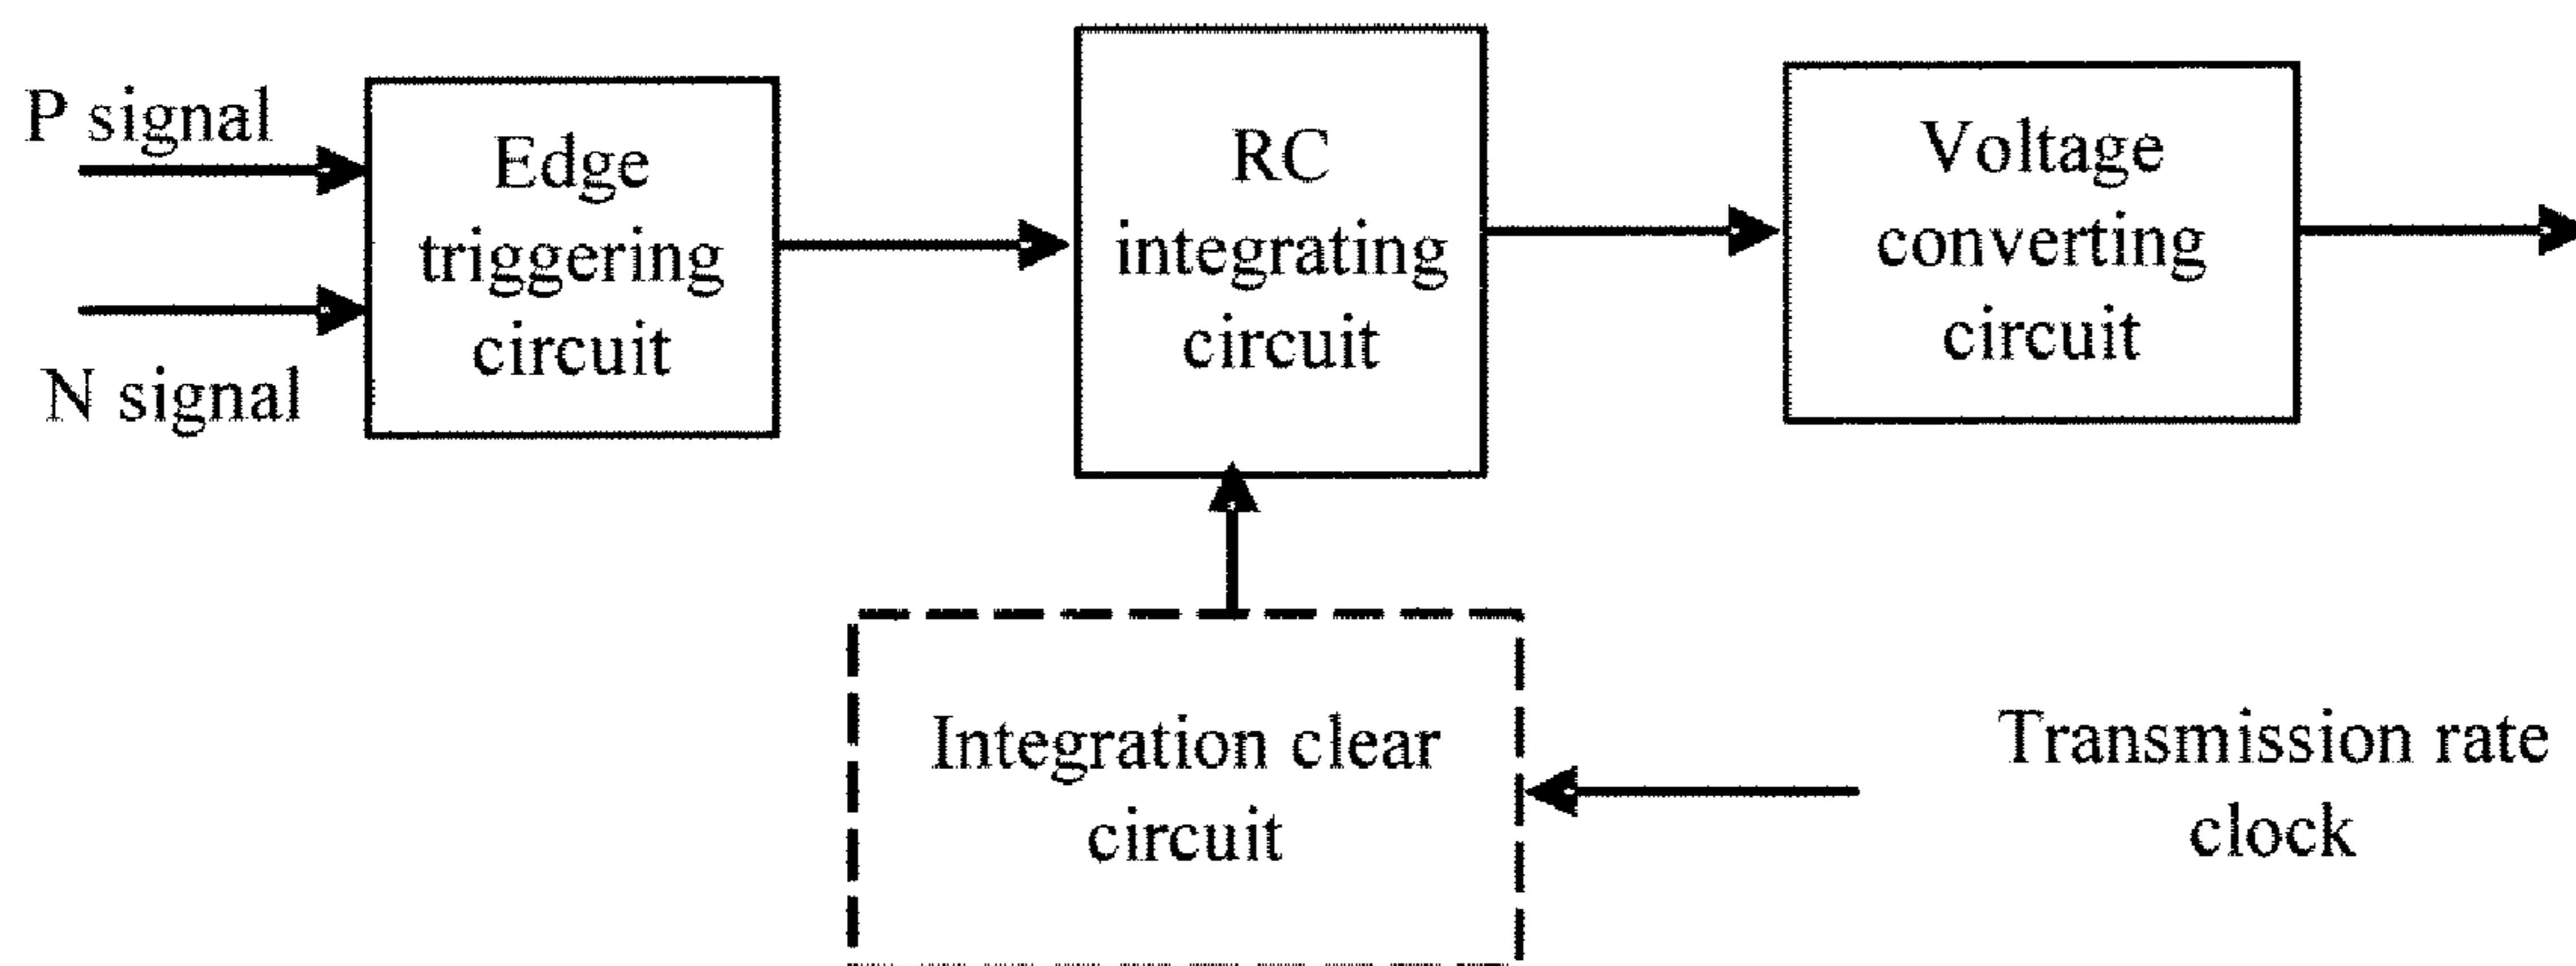 P signal
N signal
Edge
triggering
circuit
RC
integrating
circuit
Voltage
converting
circuit
Integration clear
circuit
Transmission rate
clock